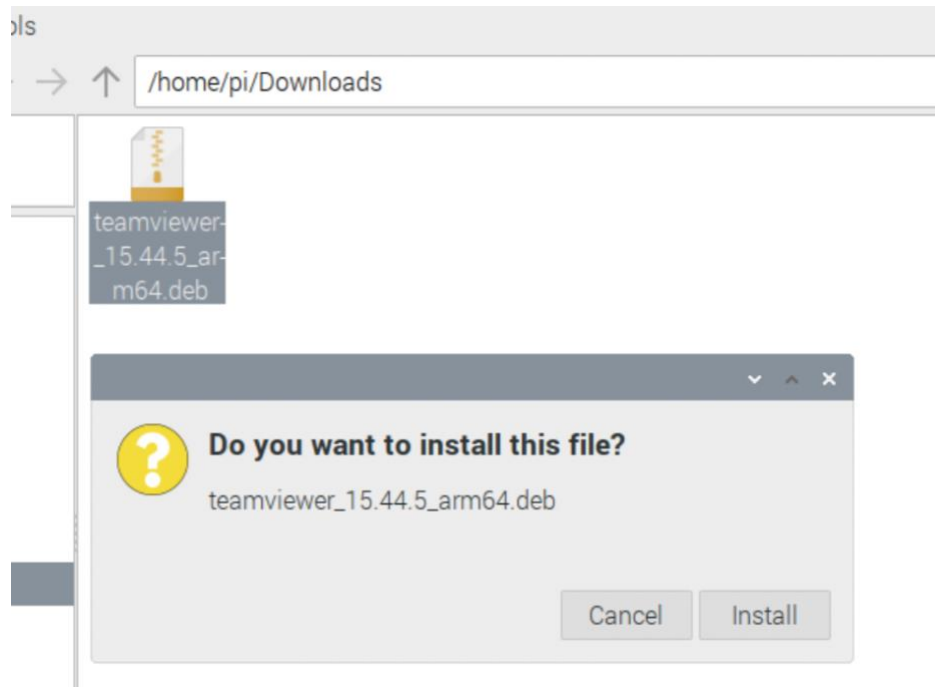 /home/pi/Downloads
teamviewer-
_15.44.5_ar-
m64.deb
Do you want to install this file?
teamviewer_15.44.5_arm64.deb
Cancel
Install